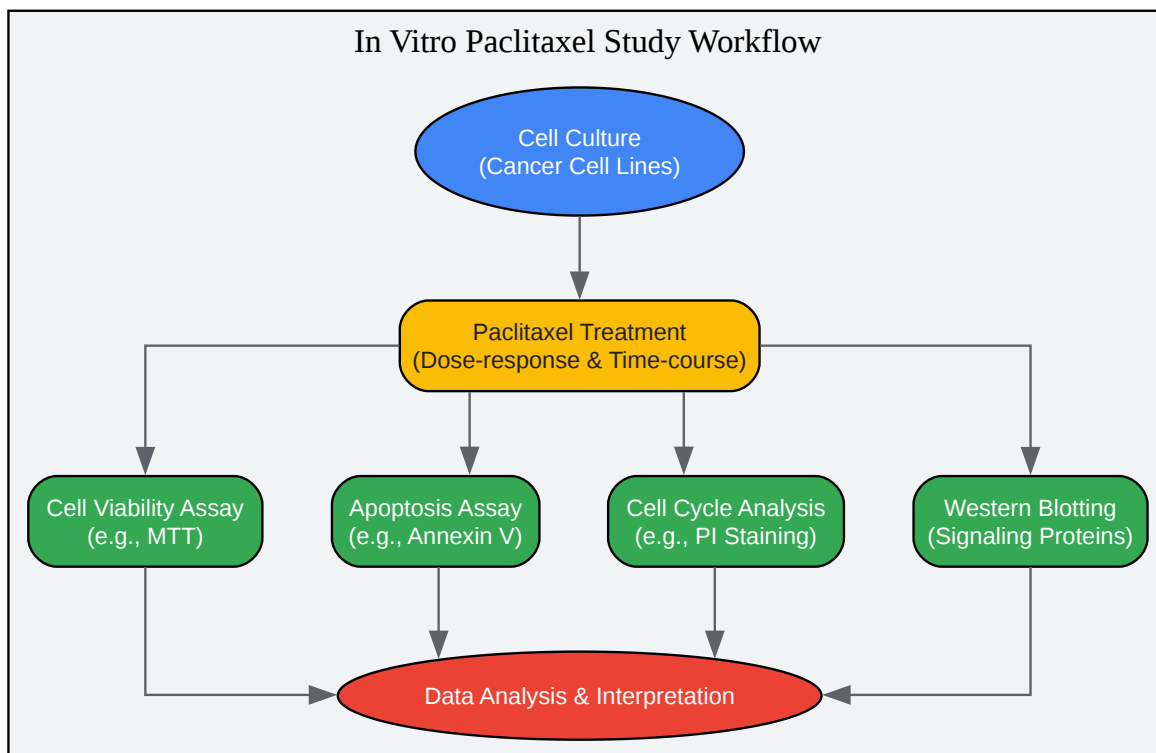 In Vitro Paclitaxel Study Workflow
Cell Culture
(Cancer Cell Lines)
Paclitaxel Treatment
(Dose-response & Time-course)
Cell Viability Assay
(e.g., MTT)
Apoptosis Assay
(e.g., Annexin V)
Cell Cycle Analysis
(e.g., PI Staining)
Western Blotting
(Signaling Proteins)
Data Analysis & Interpretation